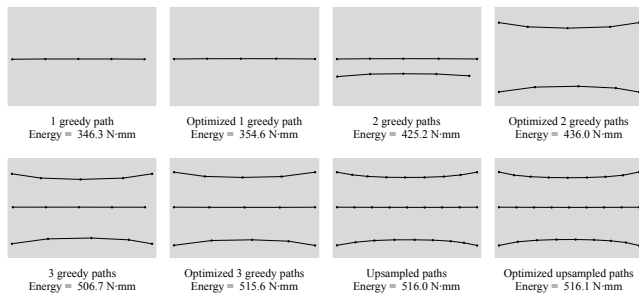 1 greedy path
Energy = 346.3 N·mm
Optimized 1 greedy path
Energy = 354.6 N·mm
2 greedy paths
Energy = 425.2 N·mm
Optimized 2 greedy paths
Energy = 436.0 N·mm
3 greedy paths
Energy = 506.7 N·mm
Optimized 3 greedy paths
Energy = 515.6 N·mm
Upsampled paths
Energy = 516.0 N·mm
Optimized upsampled paths
Energy = 516.1 N·mm